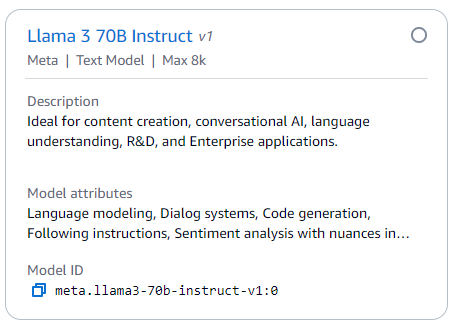 Llama 3 70B Instruct v1
Meta | Text Model | Max 8k
Description
Ideal for content creation, conversational AI, language
understanding, R&D, and Enterprise applications.
Model attributes
Language modeling, Dialog systems, Code generation,
Following instructions, Sentiment analysis with nuances in...
Model ID
meta.llama3-70b-instruct-v1:0